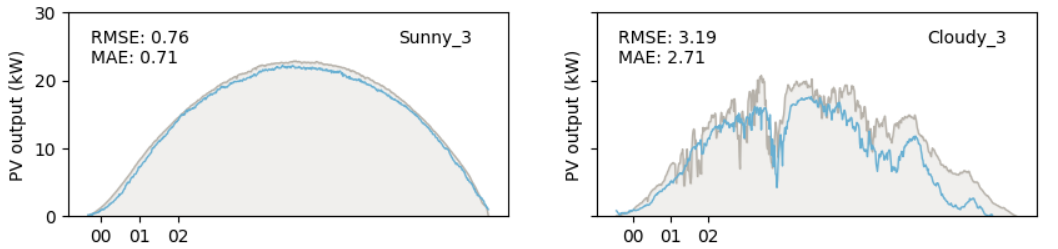 30
20
10
0
PV output (kW)
RMSE: 0.76
MAE: 0.71
Sunny_3
00 01 02
PV output (kW)
RMSE: 3.19
MAE: 2.71
Cloudy_3
00 01 02